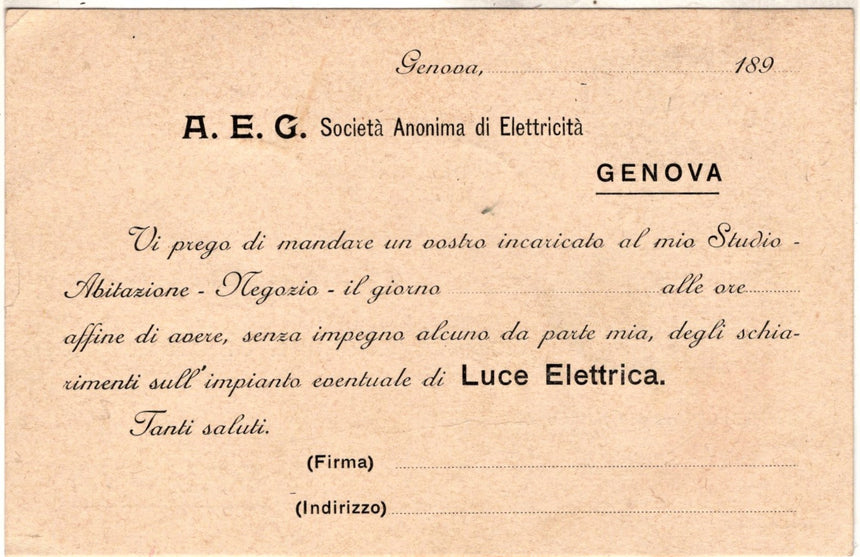 Genova, 189
A. E. G. Società Anonima di Elettricità
GENOVA
Vi prego di mandare un vostro incaricato al mio Studio -
Abitazione - Negozio - il giorno alle ore
affine di avere, senza impegno alcuno da parte mia, degli schia-
rimenti sull'impianto eventuale di Luce Elettrica.
Tanti saluti.
(Firma)
(Indirizzo)